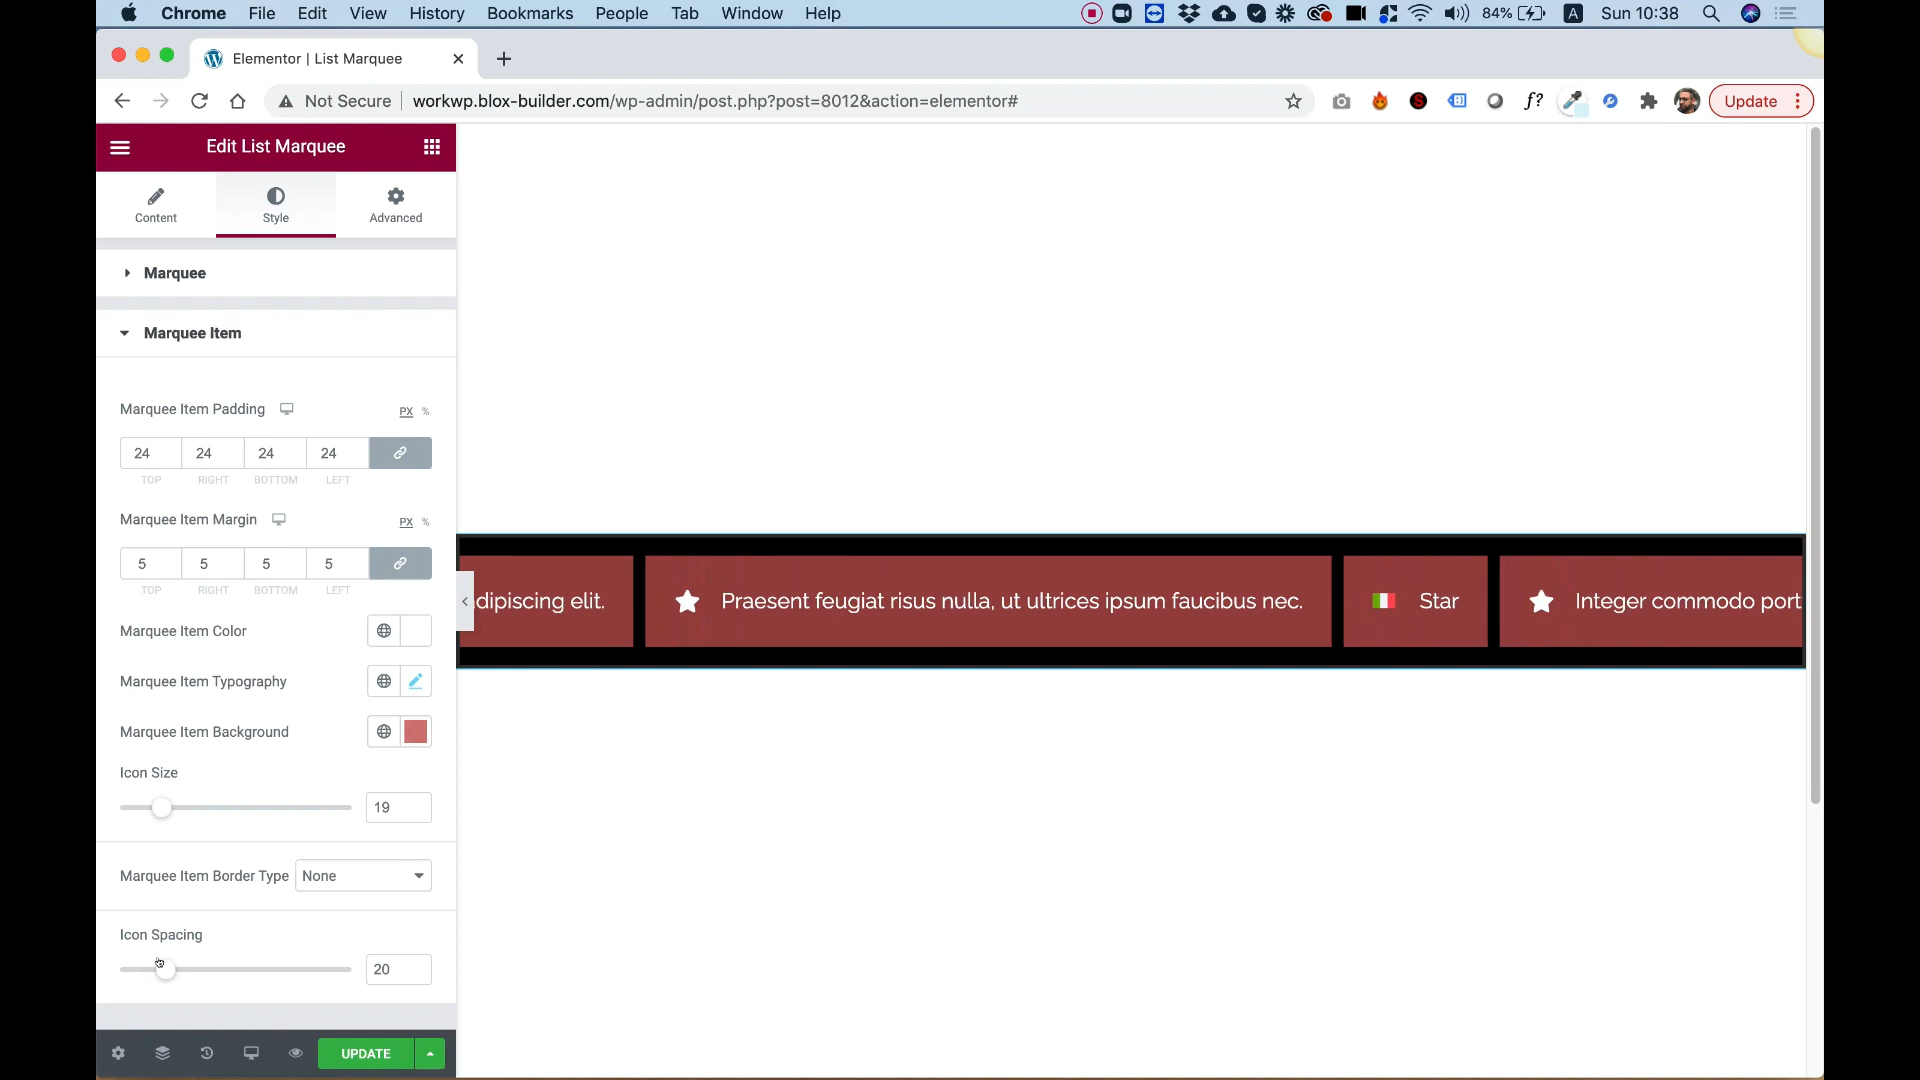 Chrome File Edit View History Bookmarks People Tab Window Help 84% A Sun 10:38
Elementor | List Marquee
Not Secure workwp.blox-builder.com/wp-admin/post.php?post=8012&action=elementor# S f? Update
Edit List Marquee
Content Style Advanced
Marquee
Marquee Item
Marquee Item Padding PX %
24 24 24 24
TOP RIGHT BOTTOM LEFT
Marquee Item Margin PX %
5 5 5 5
TOP RIGHT BOTTOM LEFT
dipiscing elit. Praesent feugiat risus nulla, ut ultrices ipsum faucibus nec. Star Integer commodo port
Marquee Item Color
Marquee Item Typography
Marquee Item Background
Icon Size
19
Marquee Item Border Type None
Icon Spacing
20
UPDATE